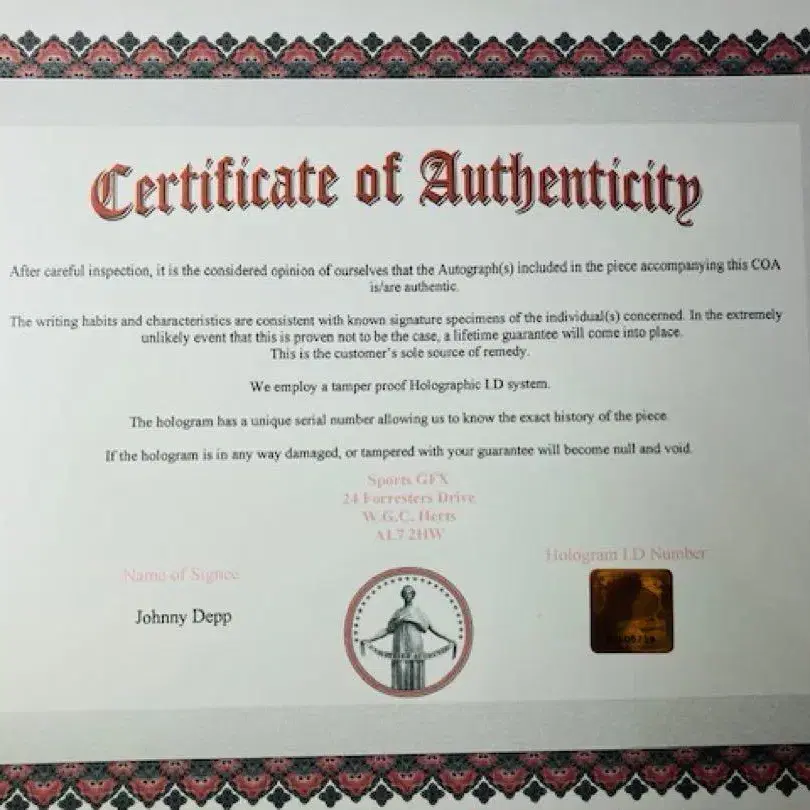 Certificate of Authenticity
After careful inspection, it is the considered opinion of ourselves that the Autograph(s) included in the piece accompanying this COA
is/are authentic.
The writing habits and characteristics are consistent with known signature specimens of the individual(s) concerned. In the extremely
unlikely event that this is proven not to be the case, a lifetime guarantee will come into place.
This is the customer's sole source of remedy.
We employ a tamper proof Holographic I.D system.
The hologram has a unique serial number allowing us to know the exact history of the piece.
If the hologram is in any way damaged, or tampered with your guarantee will become null and void.
Sports GFX
24 Forresters Drive
W.G.C. Herts
AL7 2HW
Hologram I.D Number
Name of Signee
Johnny Depp